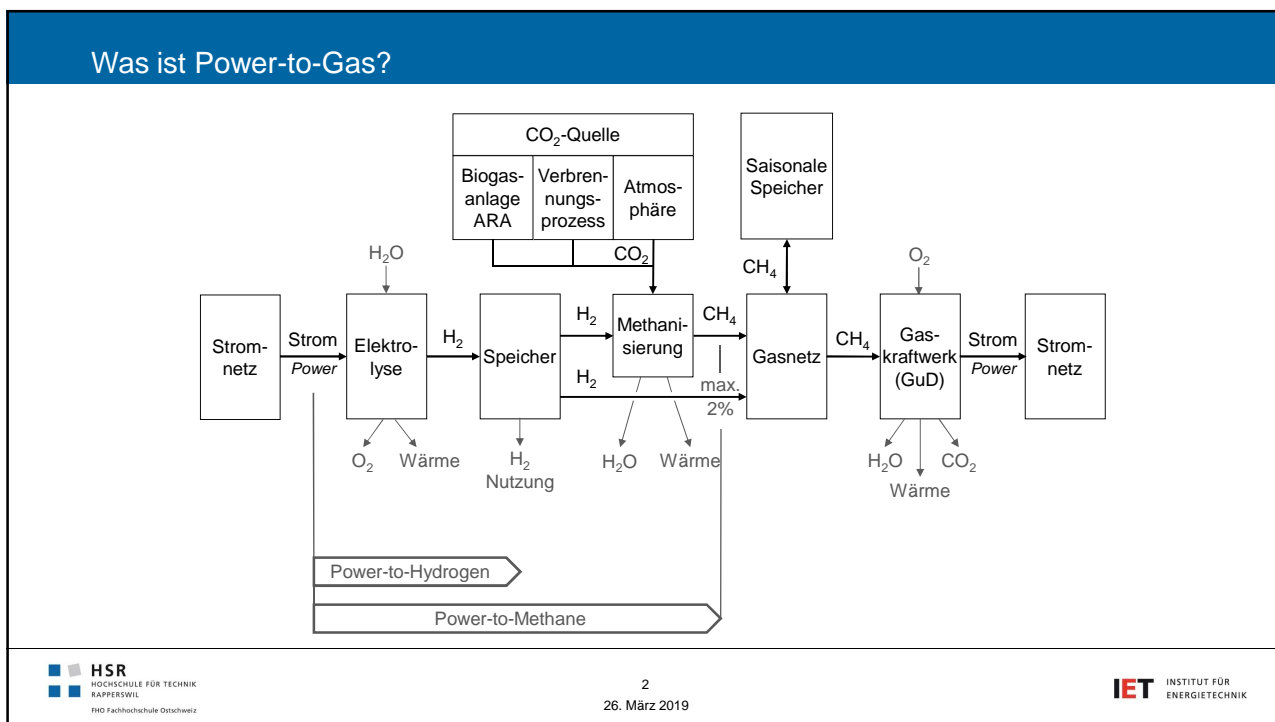 Was ist Power-to-Gas?
CO₂-Quelle
Biogas-
anlage
ARA
Verbren-
nungs-
prozess
Atmos-
phäre
Saisonale
Speicher
CO₂
CH₄
H₂O
O₂
Strom-
netz
Strom
Power
Elektro-
lyse
H₂
Speicher
H₂
H₂
Methani-
sierung
CH₄
max.
2%
Gasnetz
CH₄
Gas-
kraftwerk
(GuD)
Strom
Power
Strom-
netz
O₂
Wärme
H₂
Nutzung
H₂O
Wärme
H₂O
CO₂
Wärme
Power-to-Hydrogen
Power-to-Methane
HSR
HOCHSCHULE FÜR TECHNIK
RAPPERSWIL
FHO Fachhochschule Ostschweiz
2
26. März 2019
IET
INSTITUT FÜR
ENERGIETECHNIK